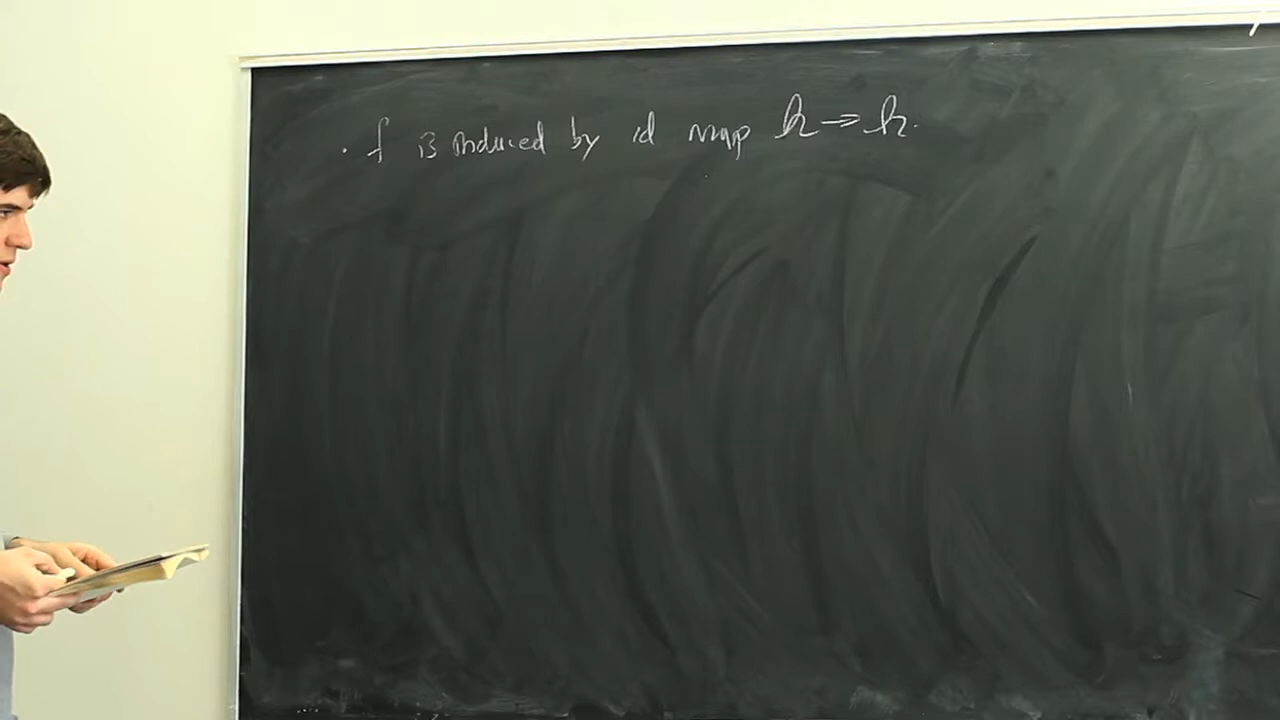 · f is induced by id map h → h.